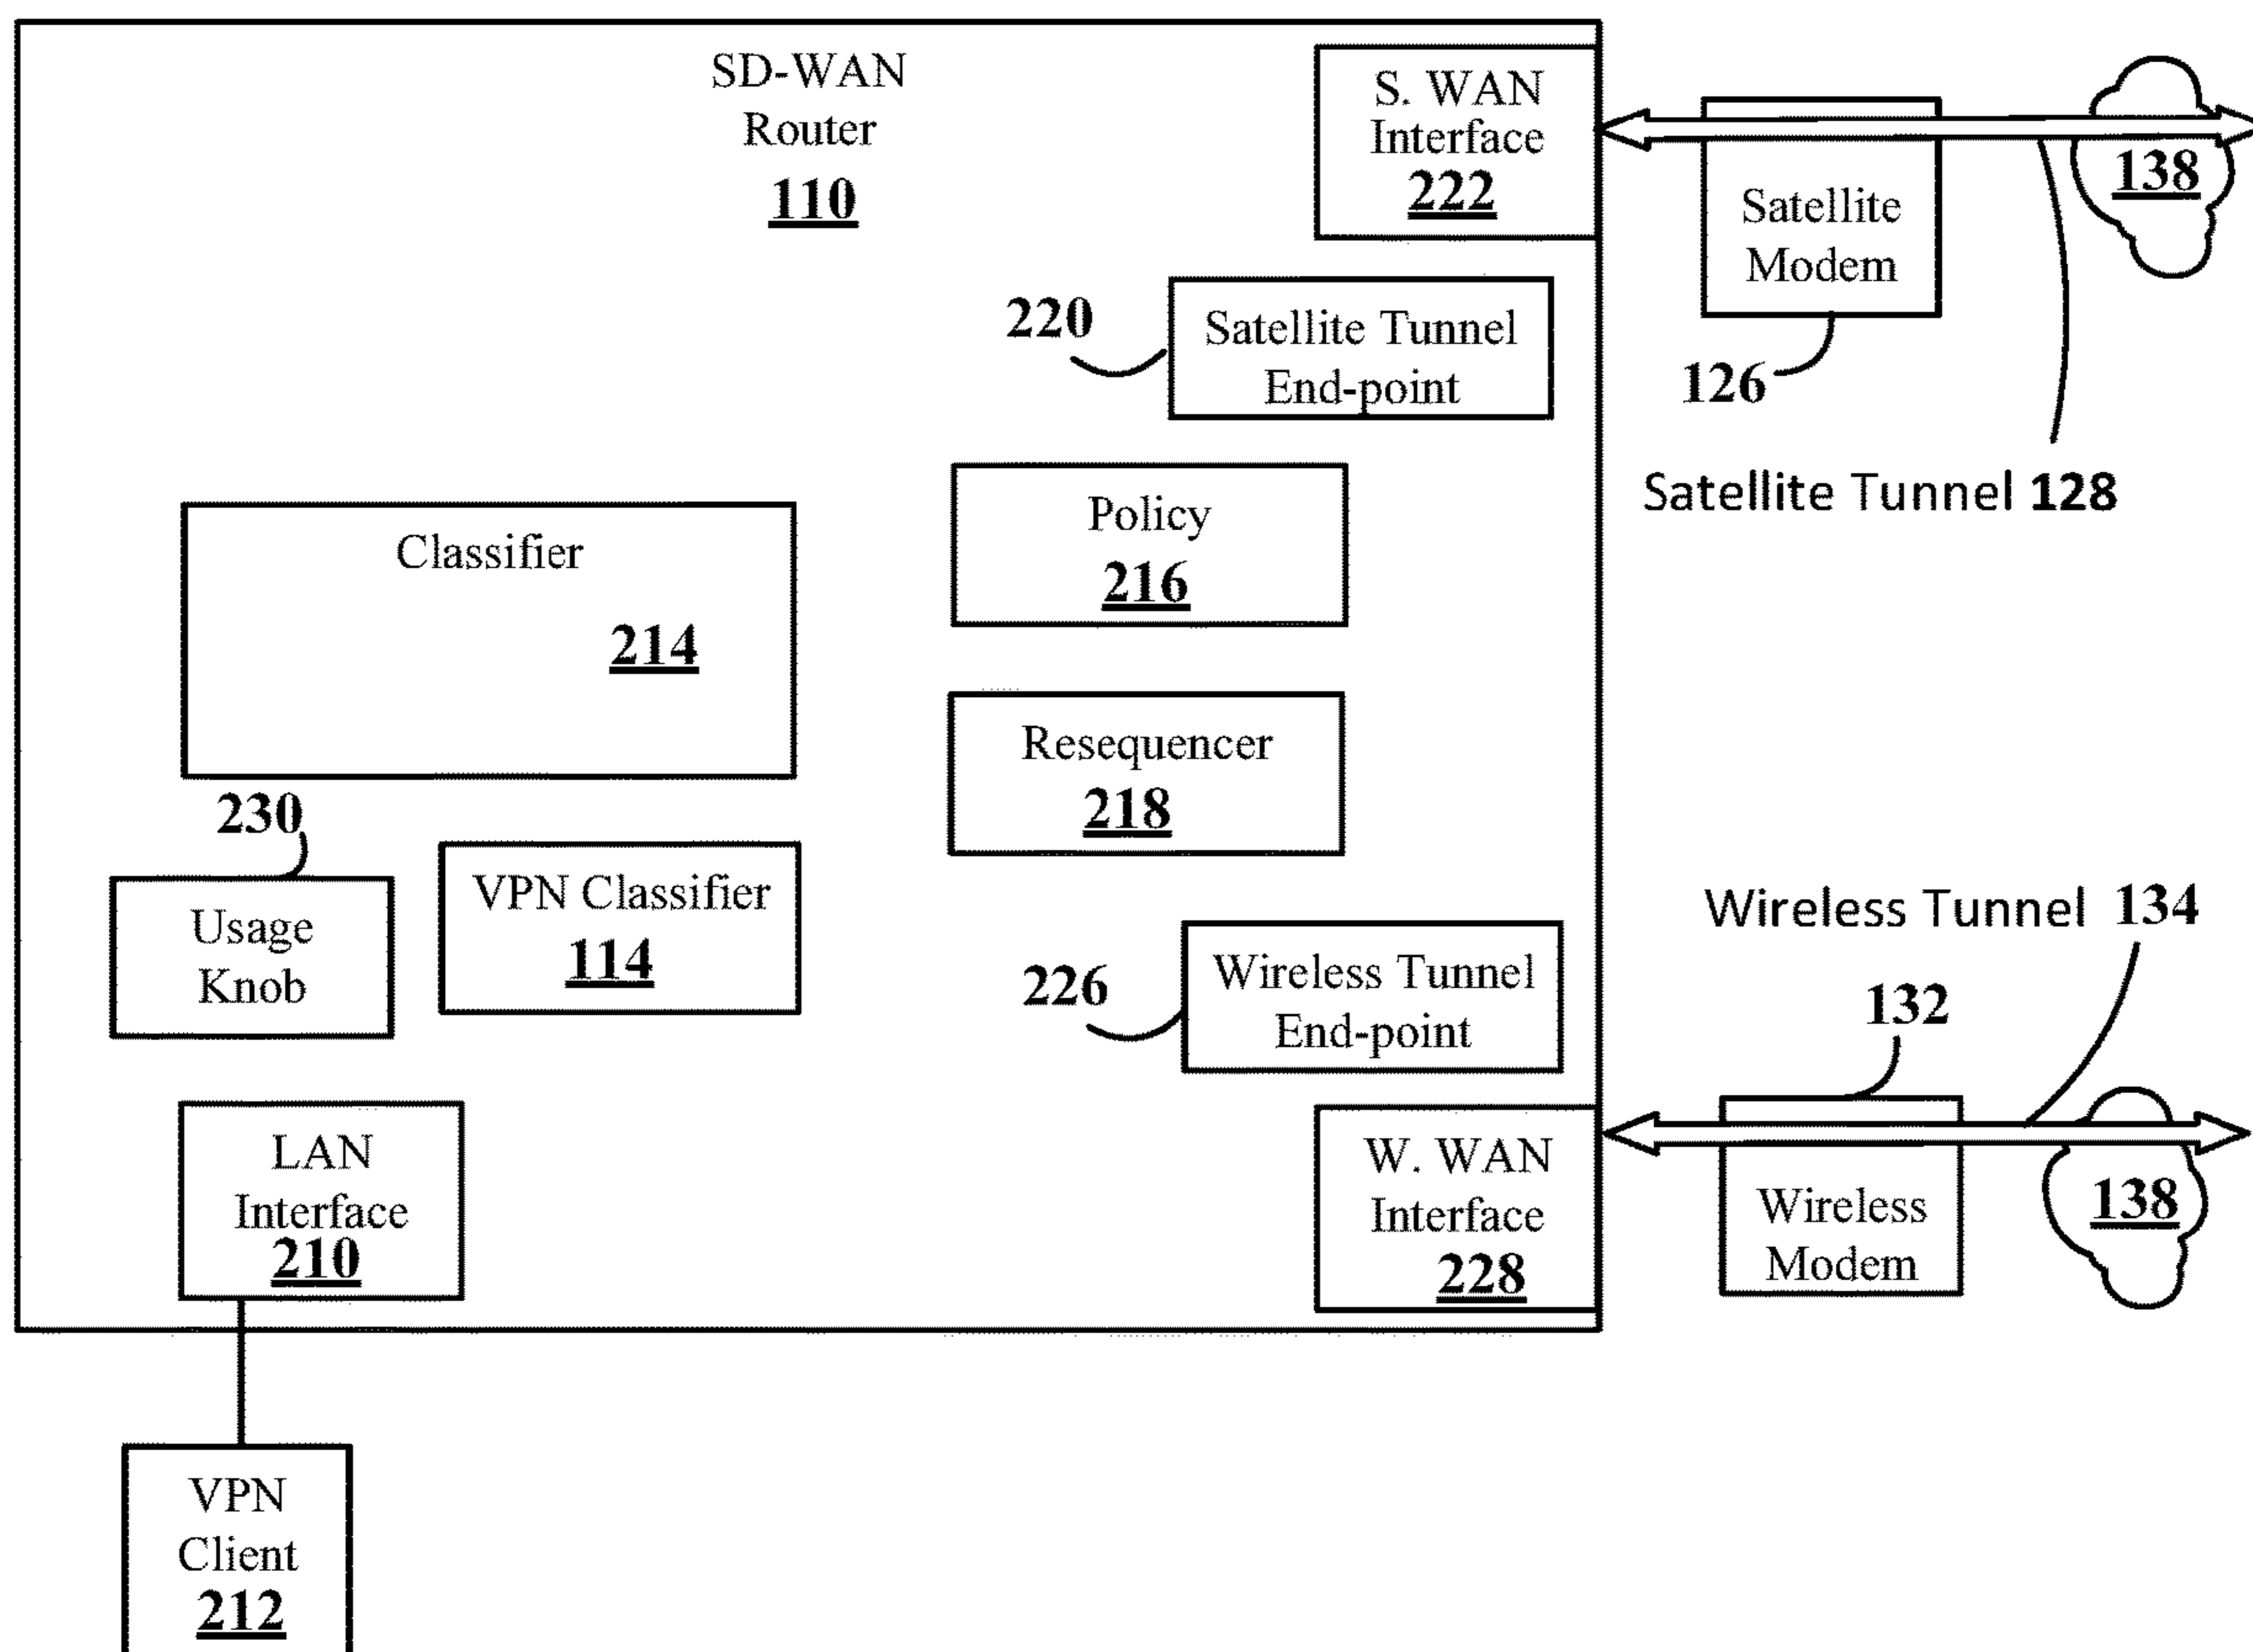 SD-WAN
Router
110
S. WAN
Interface
222
138
Satellite
Modem
220
Satellite Tunnel
End-point
126
Satellite Tunnel 128
Policy
216
Classifier
214
Resequencer
218
230
VPN Classifier
114
Usage
Knob
Wireless Tunnel 134
226
Wireless Tunnel
End-point
132
LAN
Interface
210
W. WAN
Interface
228
Wireless
Modem
138
VPN
Client
212